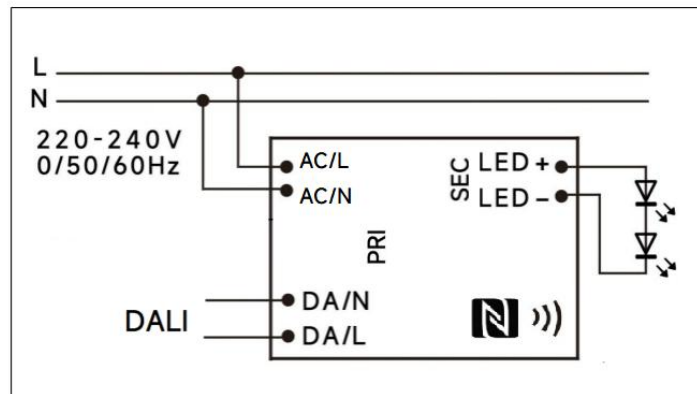 L
N
220-240V
0/50/60Hz
AC/L
AC/N
PRI
SEC
LED +
LED -
DALI
DA/N
DA/L